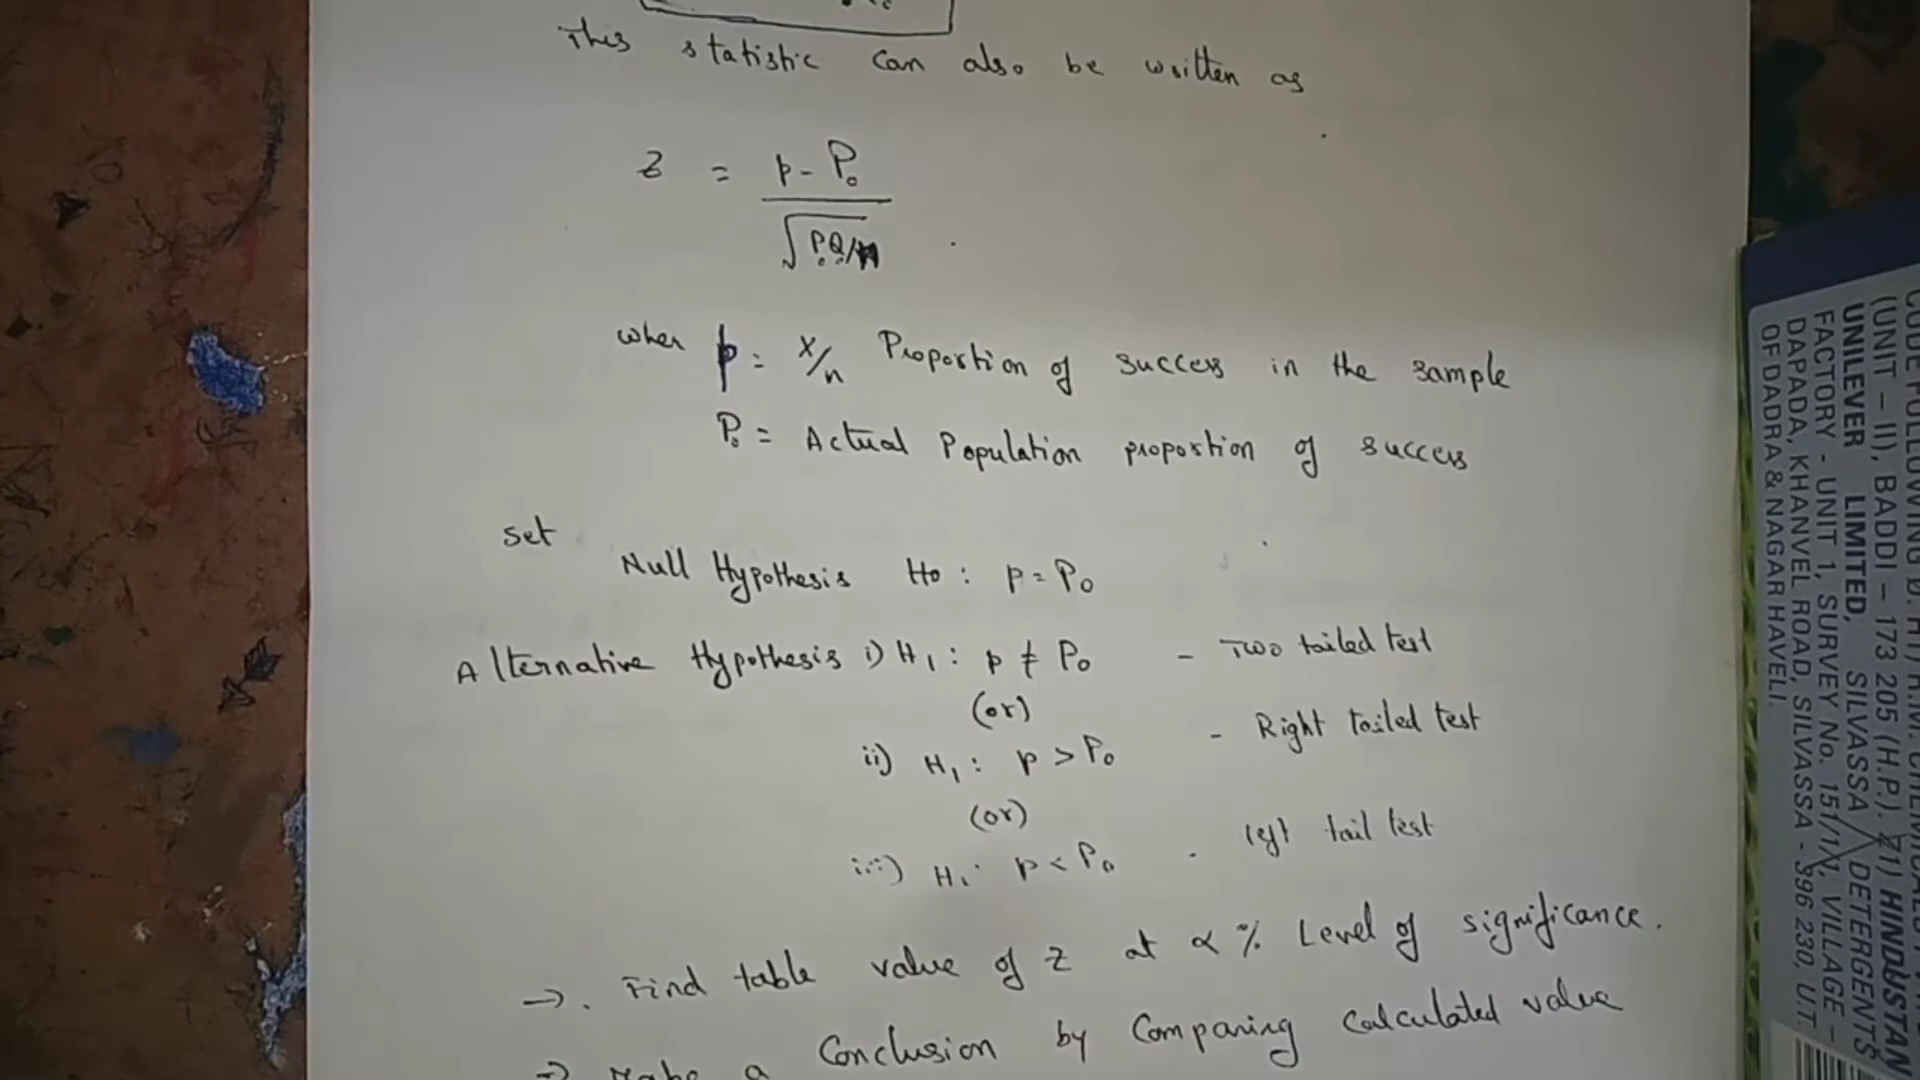 This statistic can also be written as
z = p - P₀
√P₀Q₀/n
when p = x/n Proportion of success in the sample
P₀ = Actual Population proportion of success
set
Null Hypothesis H₀ : p = P₀
Alternative Hypothesis i) H₁ : p ≠ P₀ - Two tailed test
(or)
ii) H₁ : p > P₀ - Right tailed test
(or)
iii) H₁ : p < P₀ - left tail test
→. Find table value of z at α % Level of significance.
→ Make a Conclusion by Comparing Calculated value
(UNIT – II), BADDI – 173 205 (H.P.). Z1) HINDUSTAN
UNILEVER LIMITED, SILVASSA DETERGENTS
FACTORY - UNIT 1, SURVEY No. 151/1/1, VILLAGE –
DAPADA, KHANVEL ROAD, SILVASSA - 396 230, U.T.
OF DADRA & NAGAR HAVELI.